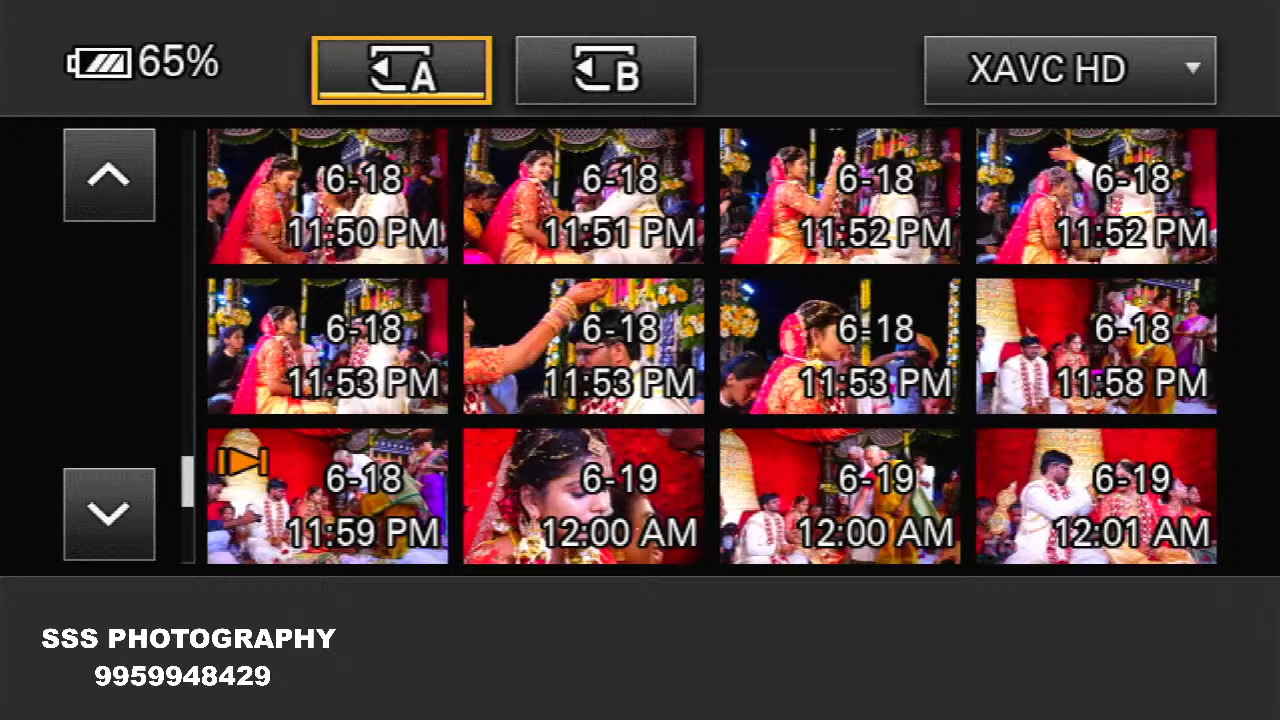 65%
A
B
XAVC HD
6-18
11:50 PM
6-18
11:51 PM
6-18
11:52 PM
6-18
11:52 PM
6-18
11:53 PM
6-18
11:53 PM
6-18
11:53 PM
6-18
11:58 PM
6-18
11:59 PM
6-19
12:00 AM
6-19
12:00 AM
6-19
12:01 AM
SSS PHOTOGRAPHY
9959948429